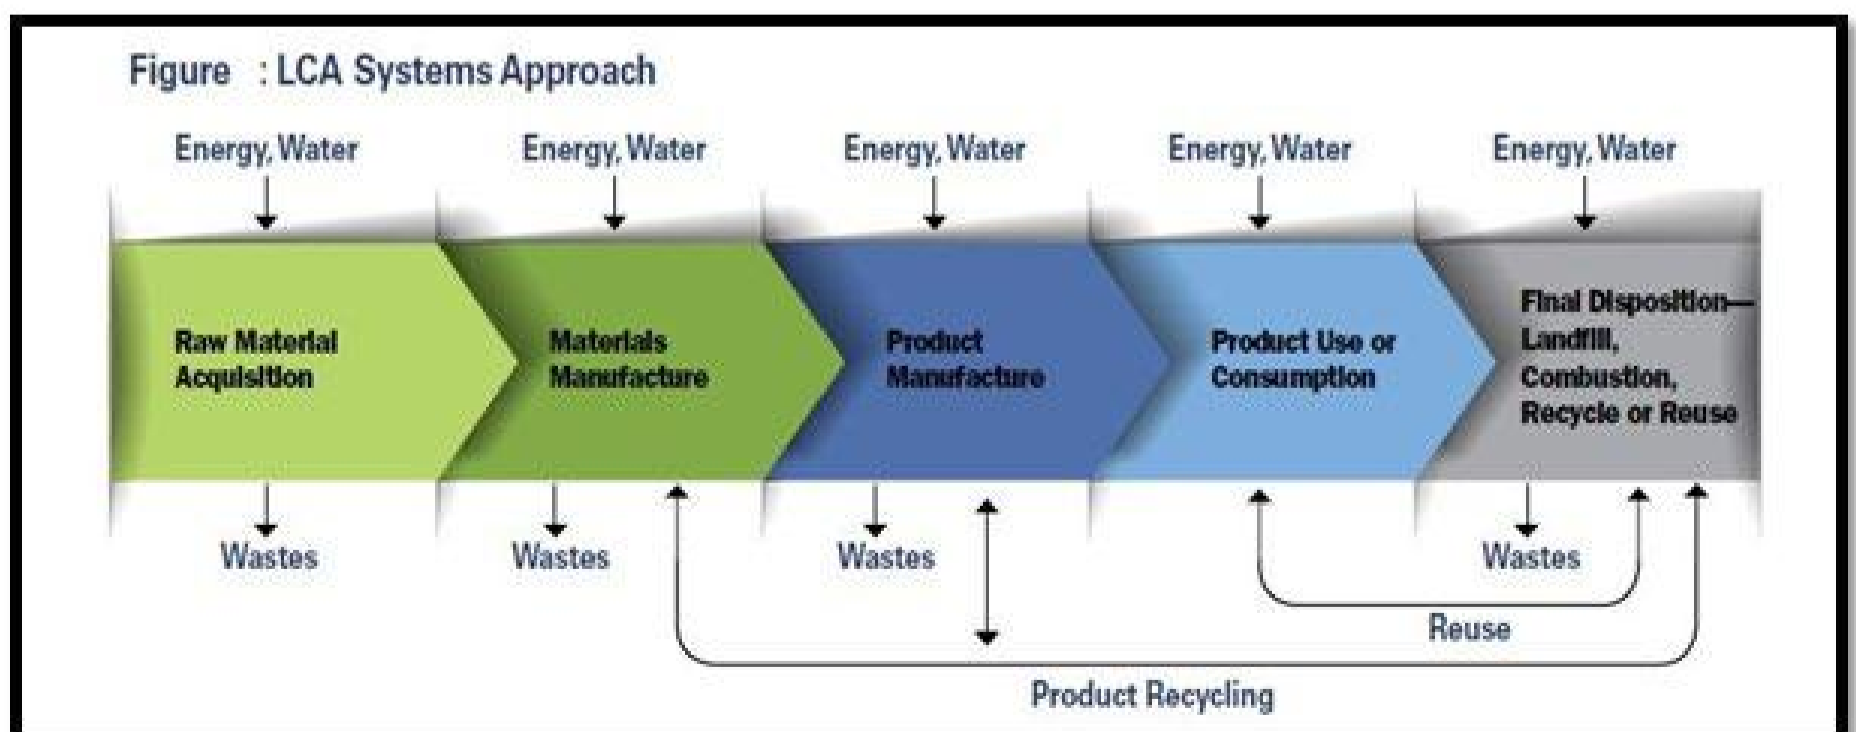 Figure : LCA Systems Approach
Energy, Water
Energy, Water
Energy, Water
Energy, Water
Energy, Water
Raw Material
Acquisition
Materials
Manufacture
Product
Manufacture
Product Use or
Consumption
Final Disposition—
Landfill,
Combustion,
Recycle or Reuse
Wastes
Wastes
Wastes
Wastes
Reuse
Product Recycling